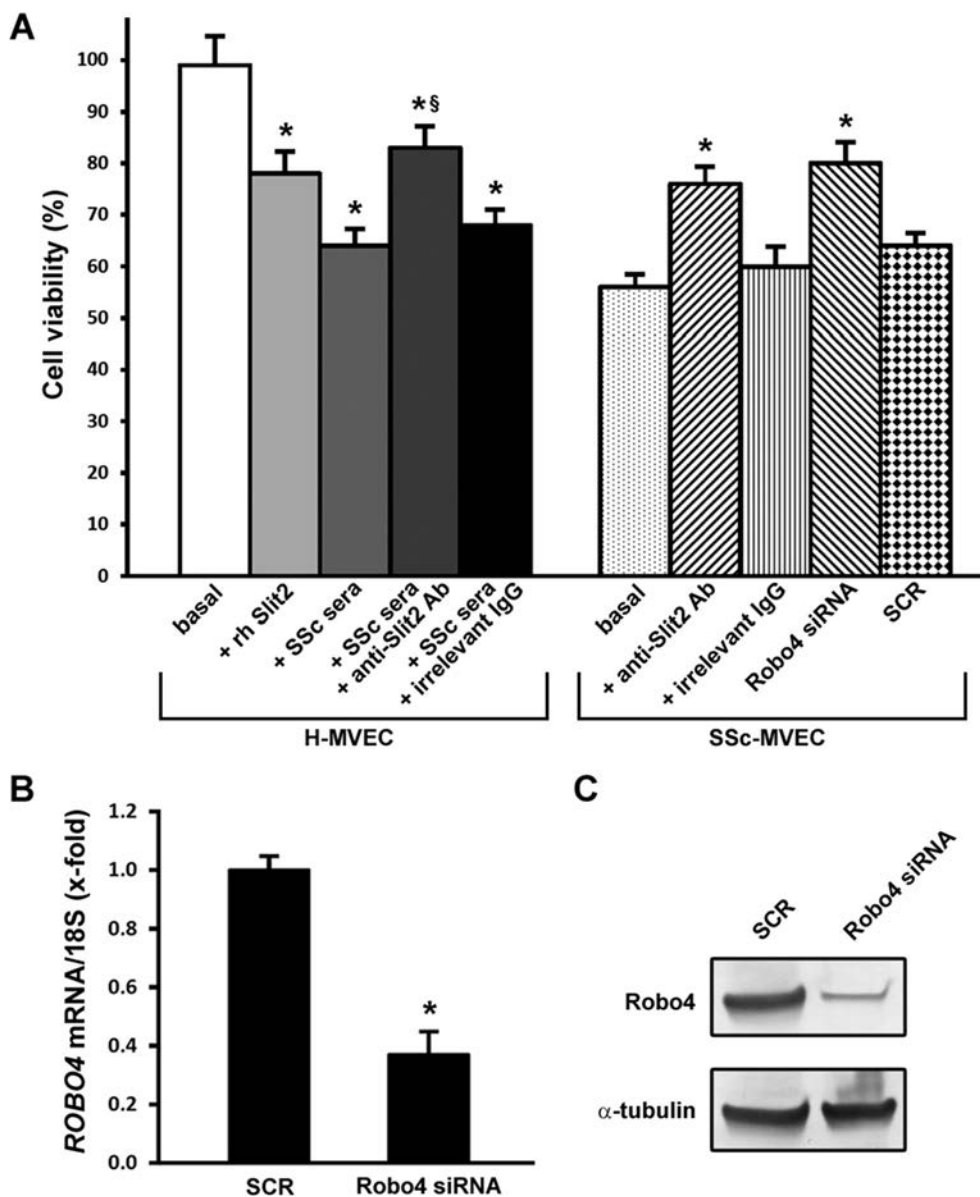 A
Cell viability (%)
100
90
80
70
60
50
40
30
20
10
0
*
*
*§
*
*
*
basal
+ rh Slit2
+ SSc sera
+ SSc sera
+ anti-Slit2 Ab
+ SSc sera
+ irrelevant IgG
basal
+ anti-Slit2 Ab
+ irrelevant IgG
Robo4 siRNA
SCR
H-MVEC
SSc-MVEC
B
ROBO4 mRNA/18S (x-fold)
1.2
1.0
0.8
0.6
0.4
0.2
0.0
*
SCR
Robo4 siRNA
C
SCR
Robo4 siRNA
Robo4
α-tubulin